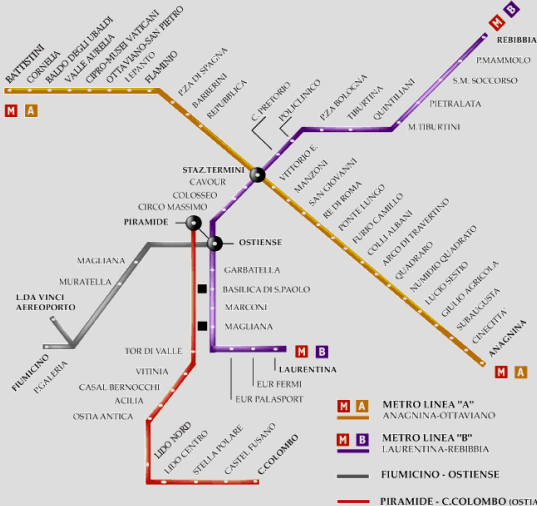 BATTISTINI
CORNELIA
BALDO DEGLI UBALDI
VALLE AURELIA
CIPRO-MUSEI VATICANI
OTTAVIANO-SAN PIETRO
LEPANTO
FLAMINIO
P.ZA DI SPAGNA
BARBERINI
REPUBBLICA
M A
M B
REBIBBIA
P.MAMMOLO
S.M. SOCCORSO
PIETRALATA
M.TIBURTINI
QUINTILIANI
TIBURTINA
P.ZA BOLOGNA
POLICLINICO
C. PRETORIO
STAZ.TERMINI
CAVOUR
COLOSSEO
CIRCO MASSIMO
PIRAMIDE
OSTIENSE
VITTORIO E.
MANZONI
SAN GIOVANNI
RE DI ROMA
PONTE LUNGO
FURIO CAMILLO
COLLI ALBANI
ARCO DI TRAVERTINO
QUADRARO
NUMIDIO QUADRATO
LUCIO SESTIO
GIULIO AGRICOLA
SUBAUGUSTA
CINECITTÀ
ANAGNINA
M A
MAGLIANA
MURATELLA
L.DA VINCI
AEREOPORTO
FIUMICINO
P.GALERIA
GARBATELLA
BASILICA DI S.PAOLO
MARCONI
MAGLIANA
M B
LAURENTINA
EUR FERMI
EUR PALASPORT
TOR DI VALLE
VITINIA
CASAL BERNOCCHI
ACILIA
OSTIA ANTICA
LIDO NORD
LIDO CENTRO
STELLA POLARE
CASTEL FUSANO
C.COLOMBO
M A METRO LINEA "A"
ANAGNINA-OTTAVIANO
M B METRO LINEA "B"
LAURENTINA-REBIBBIA
FIUMICINO - OSTIENSE
PIRAMIDE - C.COLOMBO (OSTIA